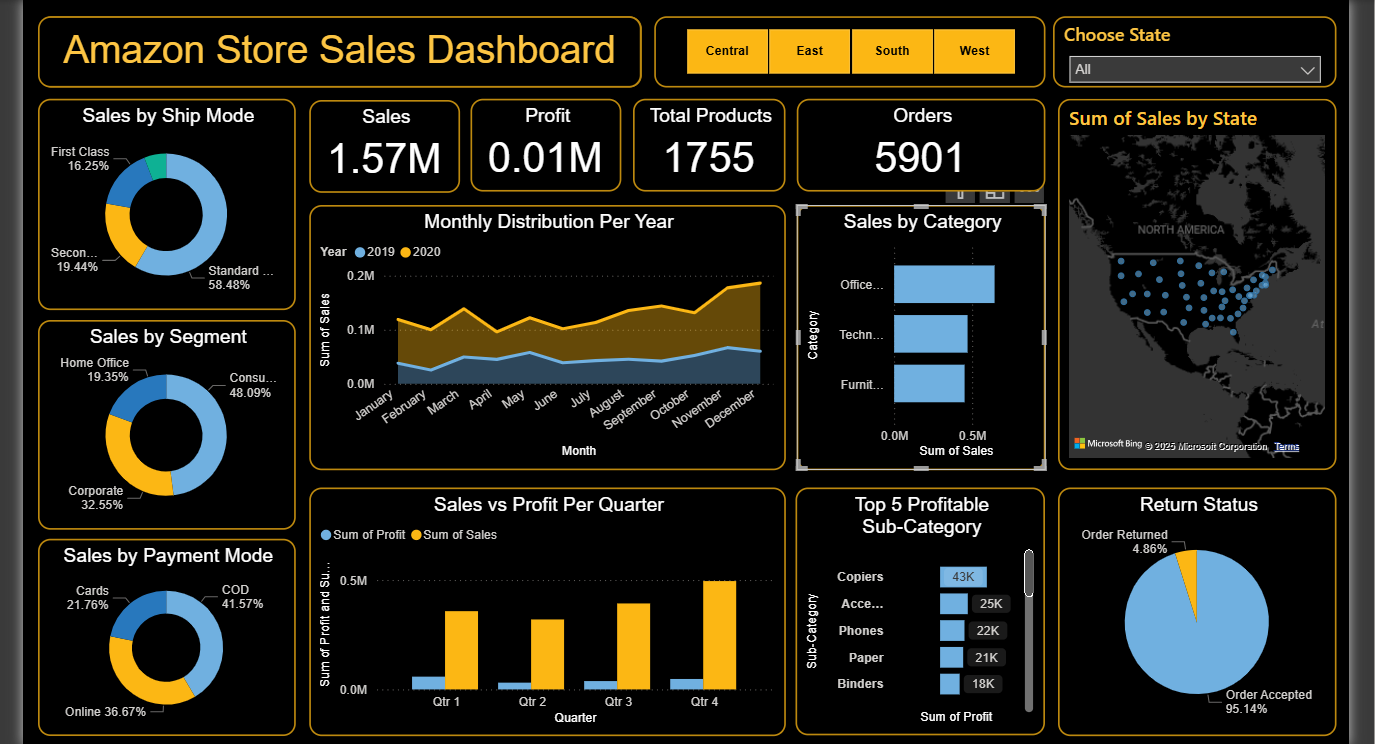 Amazon Store Sales Dashboard
Central
East
South
West
Choose State
All
Sales by Ship Mode
First Class
16.25%
Secon...
19.44%
Standard ...
58.48%
Sales
1.57M
Profit
0.01M
Total Products
1755
Orders
5901
Sum of Sales by State
NORTH AMERICA
At
Microsoft Bing
© 2025 Microsoft Corporation
Terms
Monthly Distribution Per Year
Year
2019
2020
Sum of Sales
0.2M
0.1M
0.0M
January
February
March
April
May
June
July
August
September
October
November
December
Month
Sales by Category
Category
Office...
Techn...
Furnit...
0.0M
0.5M
Sum of Sales
Sales by Segment
Home Office
19.35%
Consu...
48.09%
Corporate
32.55%
Sales by Payment Mode
Cards
21.76%
COD
41.57%
Online 36.67%
Sales vs Profit Per Quarter
Sum of Profit
Sum of Sales
Sum of Profit and Su...
0.5M
0.0M
Qtr 1
Qtr 2
Qtr 3
Qtr 4
Quarter
Top 5 Profitable
Sub-Category
Sub-Category
Copiers
43K
Acce...
25K
Phones
22K
Paper
21K
Binders
18K
Sum of Profit
Return Status
Order Returned
4.86%
Order Accepted
95.14%